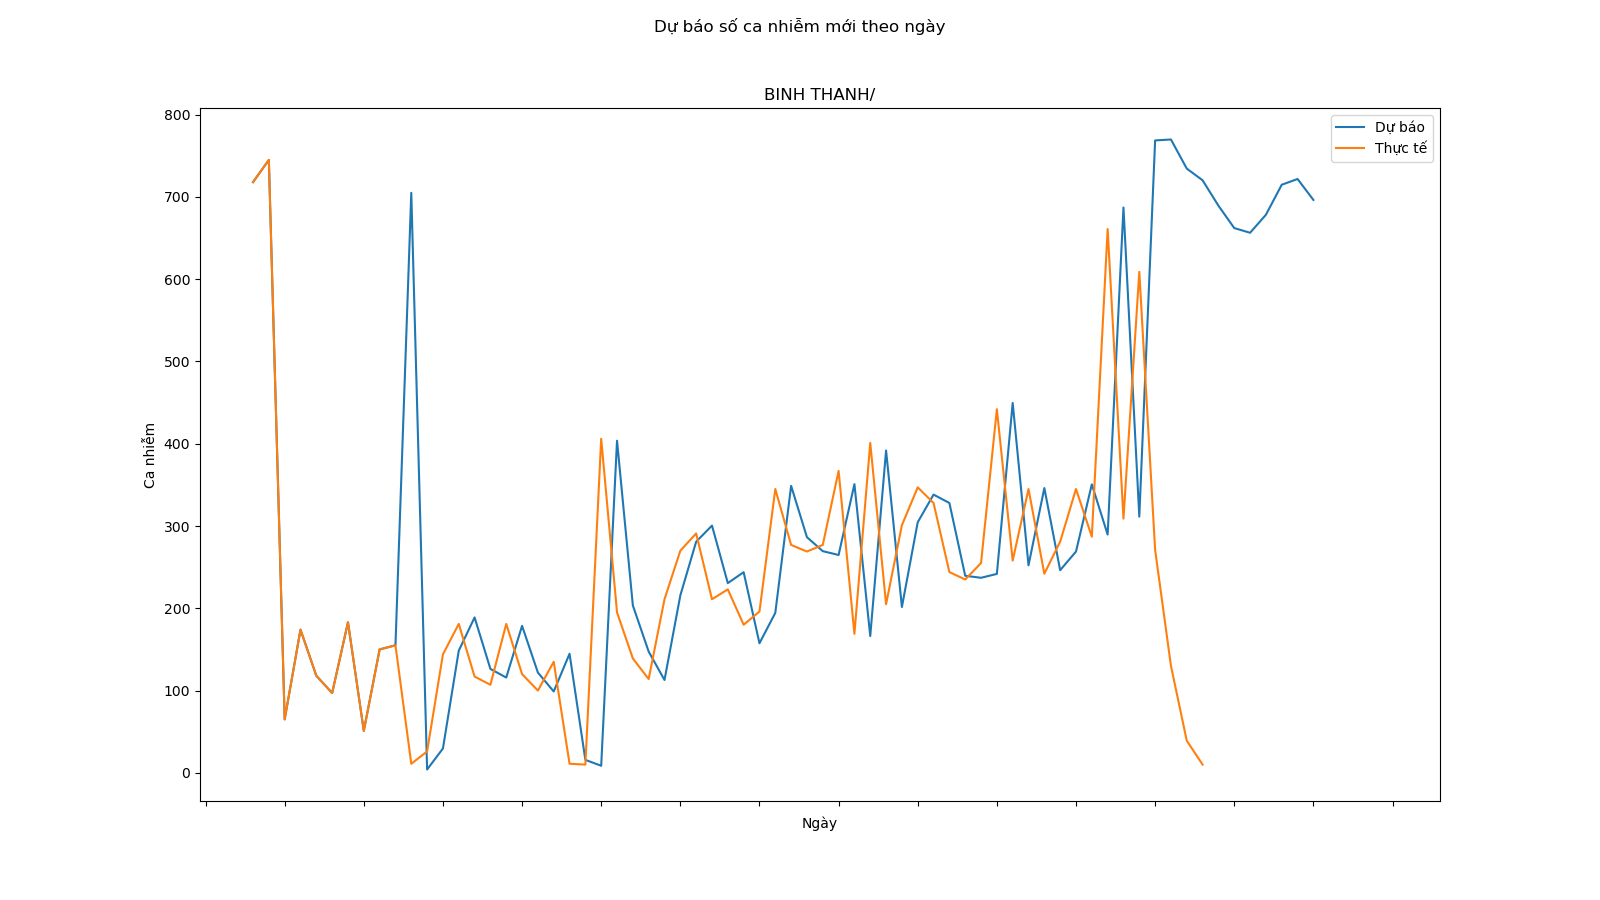 Dự báo số ca nhiễm mới theo ngày
BINH THANH/
Dự báo
Thực tế
800
700
600
500
400
300
200
100
0
Ca nhiễm
Ngày